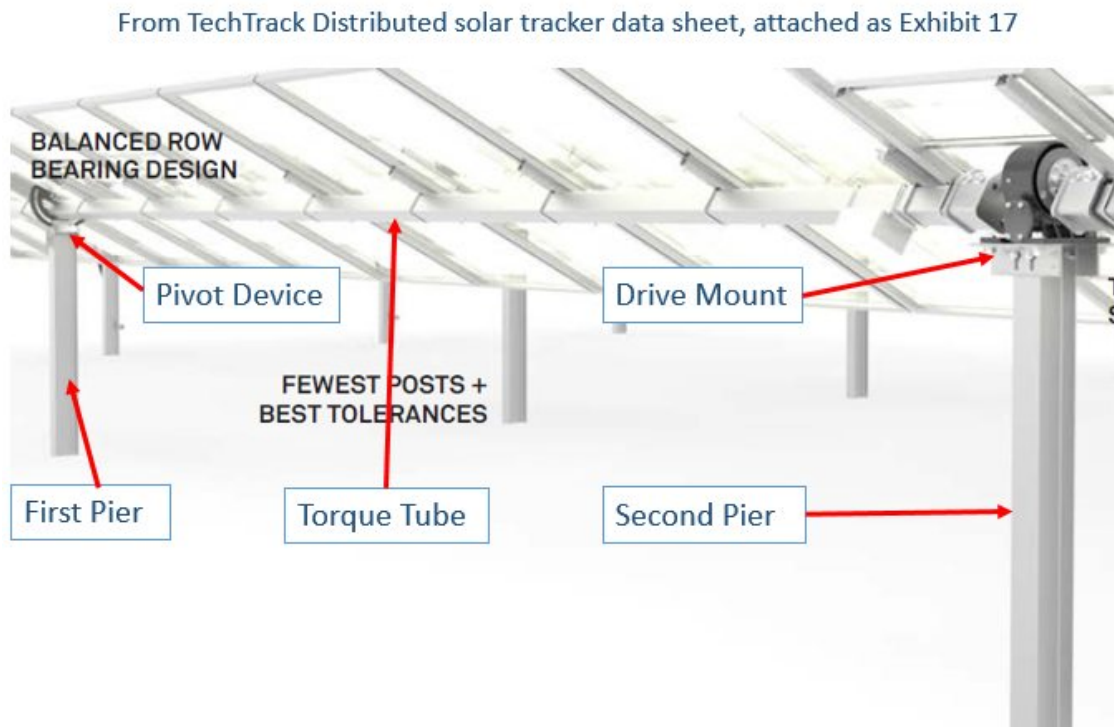 From TechTrack Distributed solar tracker data sheet, attached as Exhibit 17
BALANCED ROW
BEARING DESIGN
Pivot Device
Drive Mount
FEWEST POSTS +
BEST TOLERANCES
First Pier
Torque Tube
Second Pier